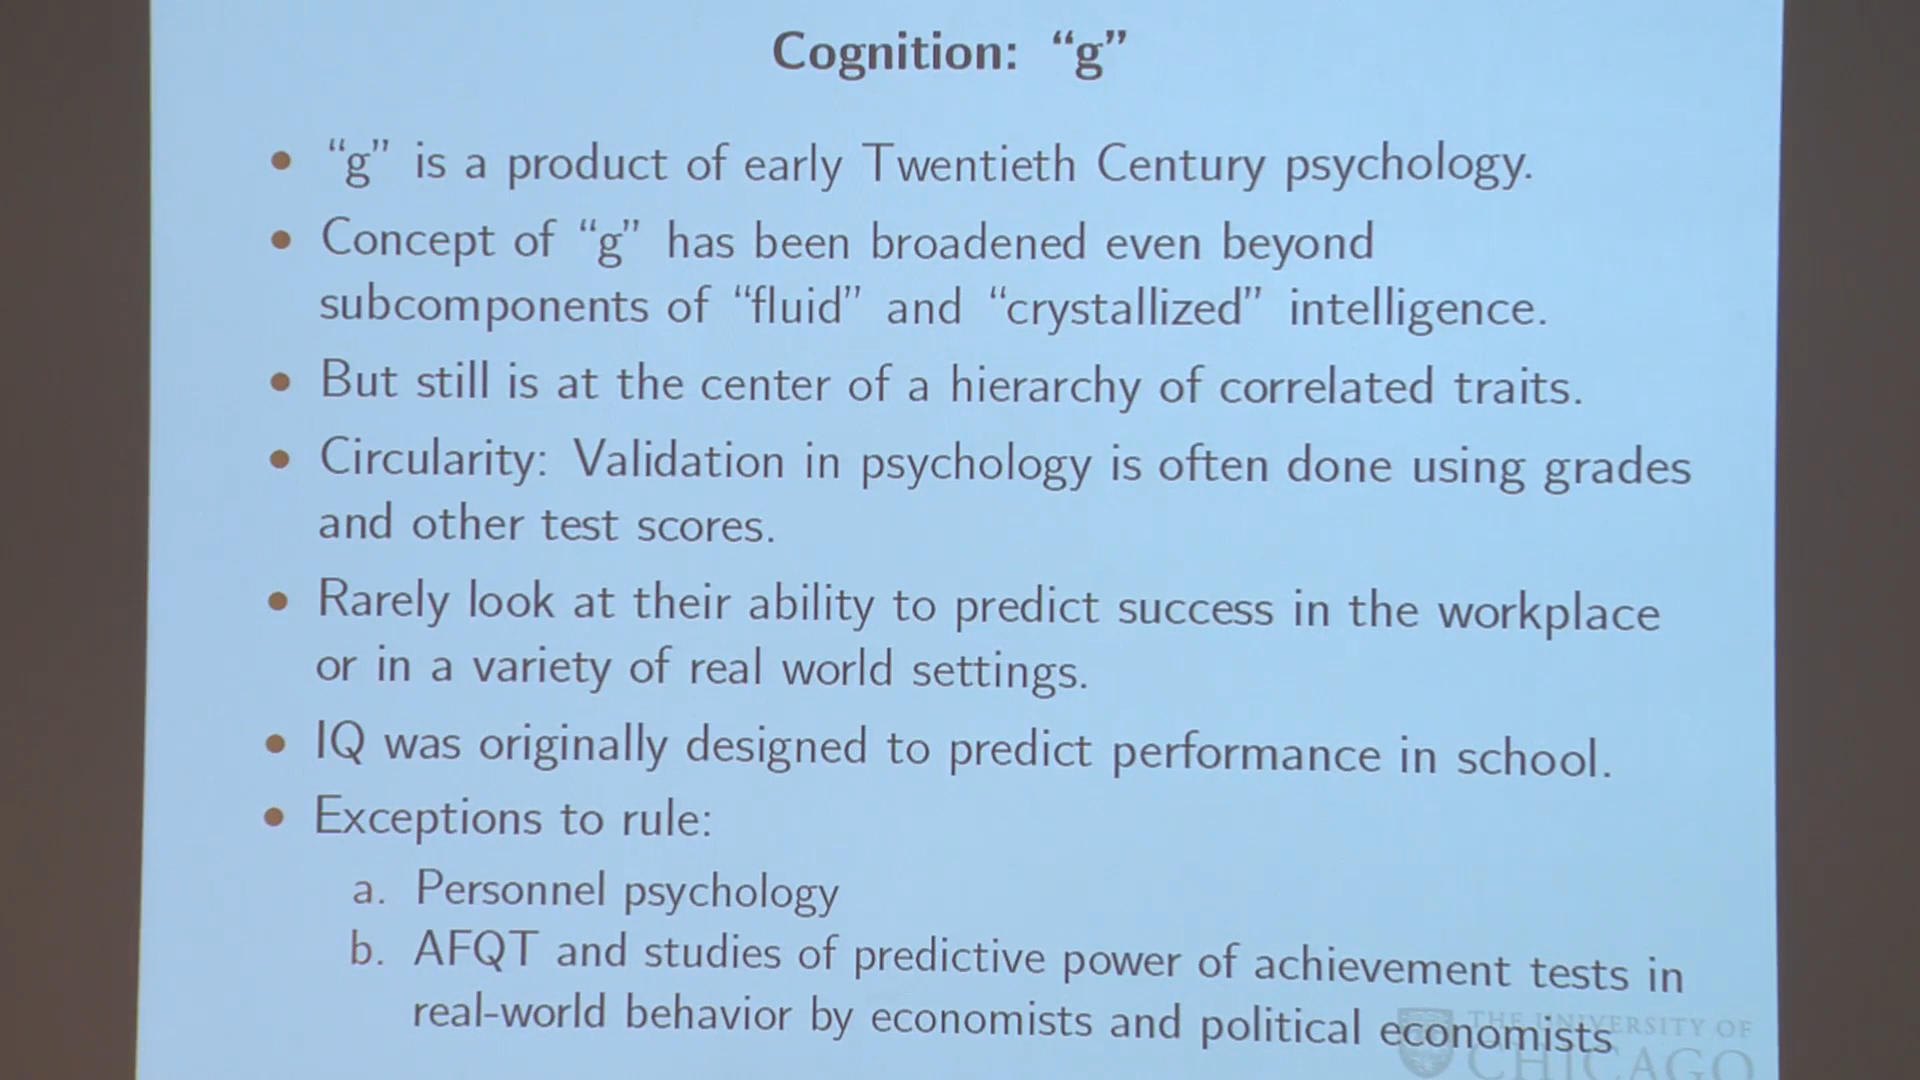 Cognition: “g”
• “g” is a product of early Twentieth Century psychology.
• Concept of “g” has been broadened even beyond
subcomponents of “fluid” and “crystallized” intelligence.
• But still is at the center of a hierarchy of correlated traits.
• Circularity: Validation in psychology is often done using grades
and other test scores.
• Rarely look at their ability to predict success in the workplace
or in a variety of real world settings.
• IQ was originally designed to predict performance in school.
• Exceptions to rule:
a. Personnel psychology
b. AFQT and studies of predictive power of achievement tests in
real-world behavior by economists and political economists
THE UNIVERSITY OF
CHICAGO